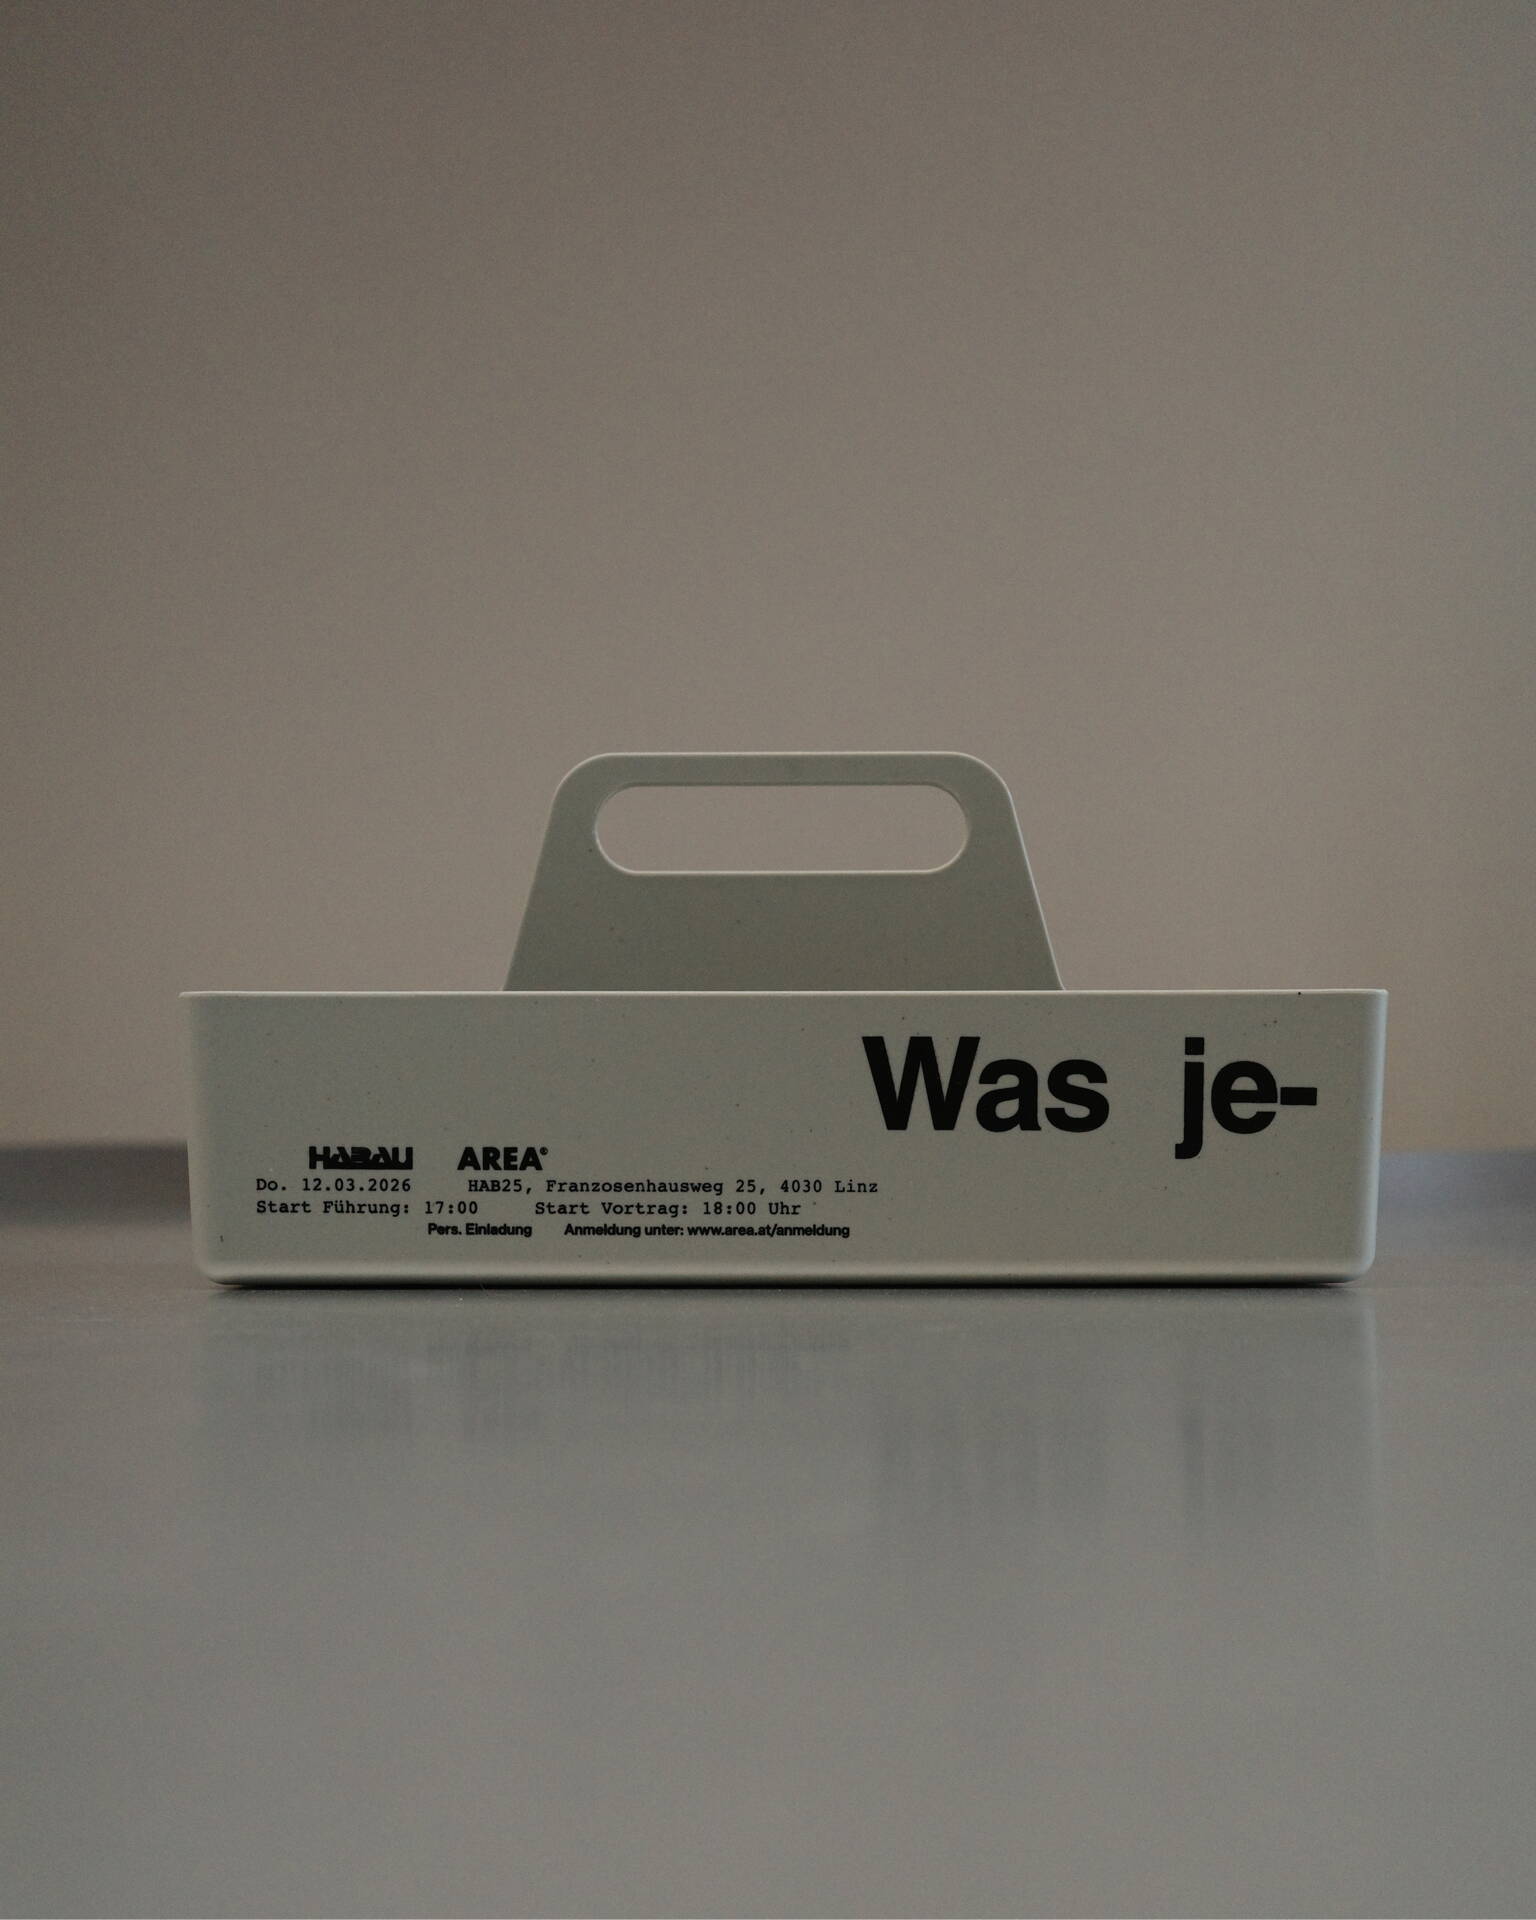 Was je-
HABAU AREA®
Do. 12.03.2026 HAB25, Franzosenhausweg 25, 4030 Linz
Start Führung: 17:00 Start Vortrag: 18:00 Uhr
Pers. Einladung Anmeldung unter: www.area.at/anmeldung